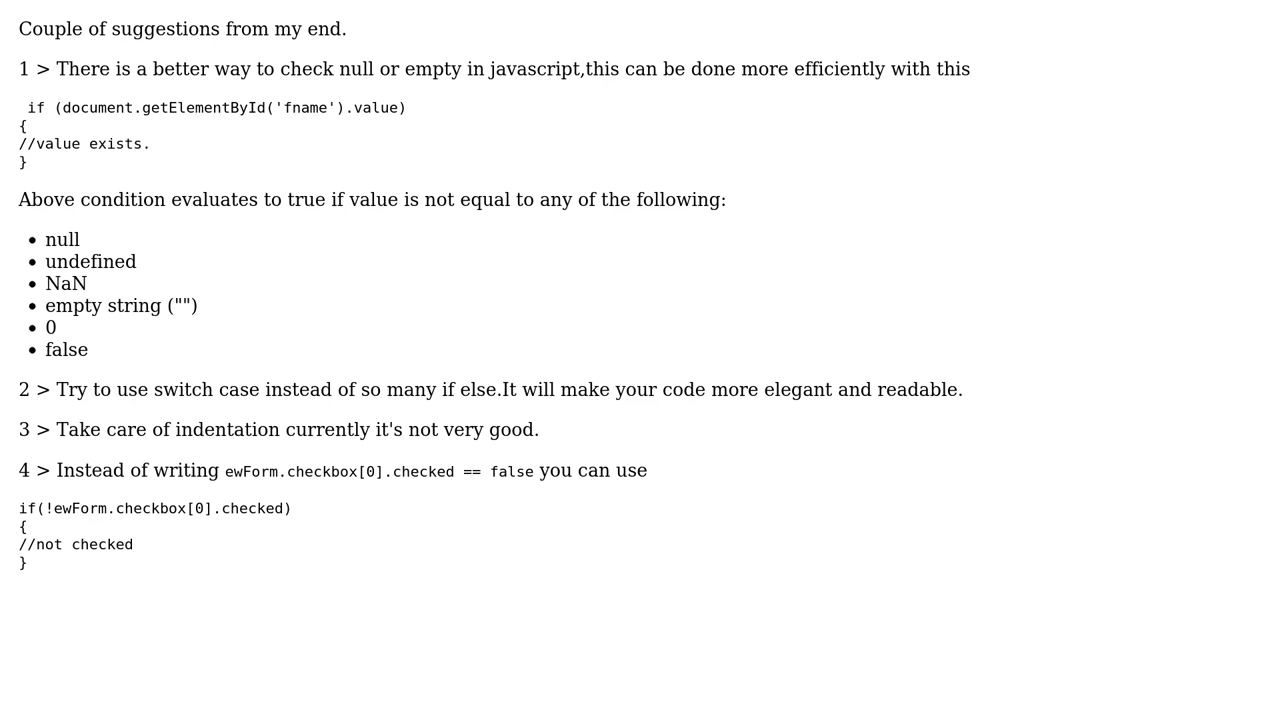 Couple of suggestions from my end.
1 > There is a better way to check null or empty in javascript,this can be done more efficiently with this
if (document.getElementById('fname').value)
{
//value exists.
}
Above condition evaluates to true if value is not equal to any of the following:
• null
• undefined
• NaN
• empty string ("")
• 0
• false
2 > Try to use switch case instead of so many if else.It will make your code more elegant and readable.
3 > Take care of indentation currently it's not very good.
4 > Instead of writing ewForm.checkbox[0].checked == false you can use
if(!ewForm.checkbox[0].checked)
{
//not checked
}